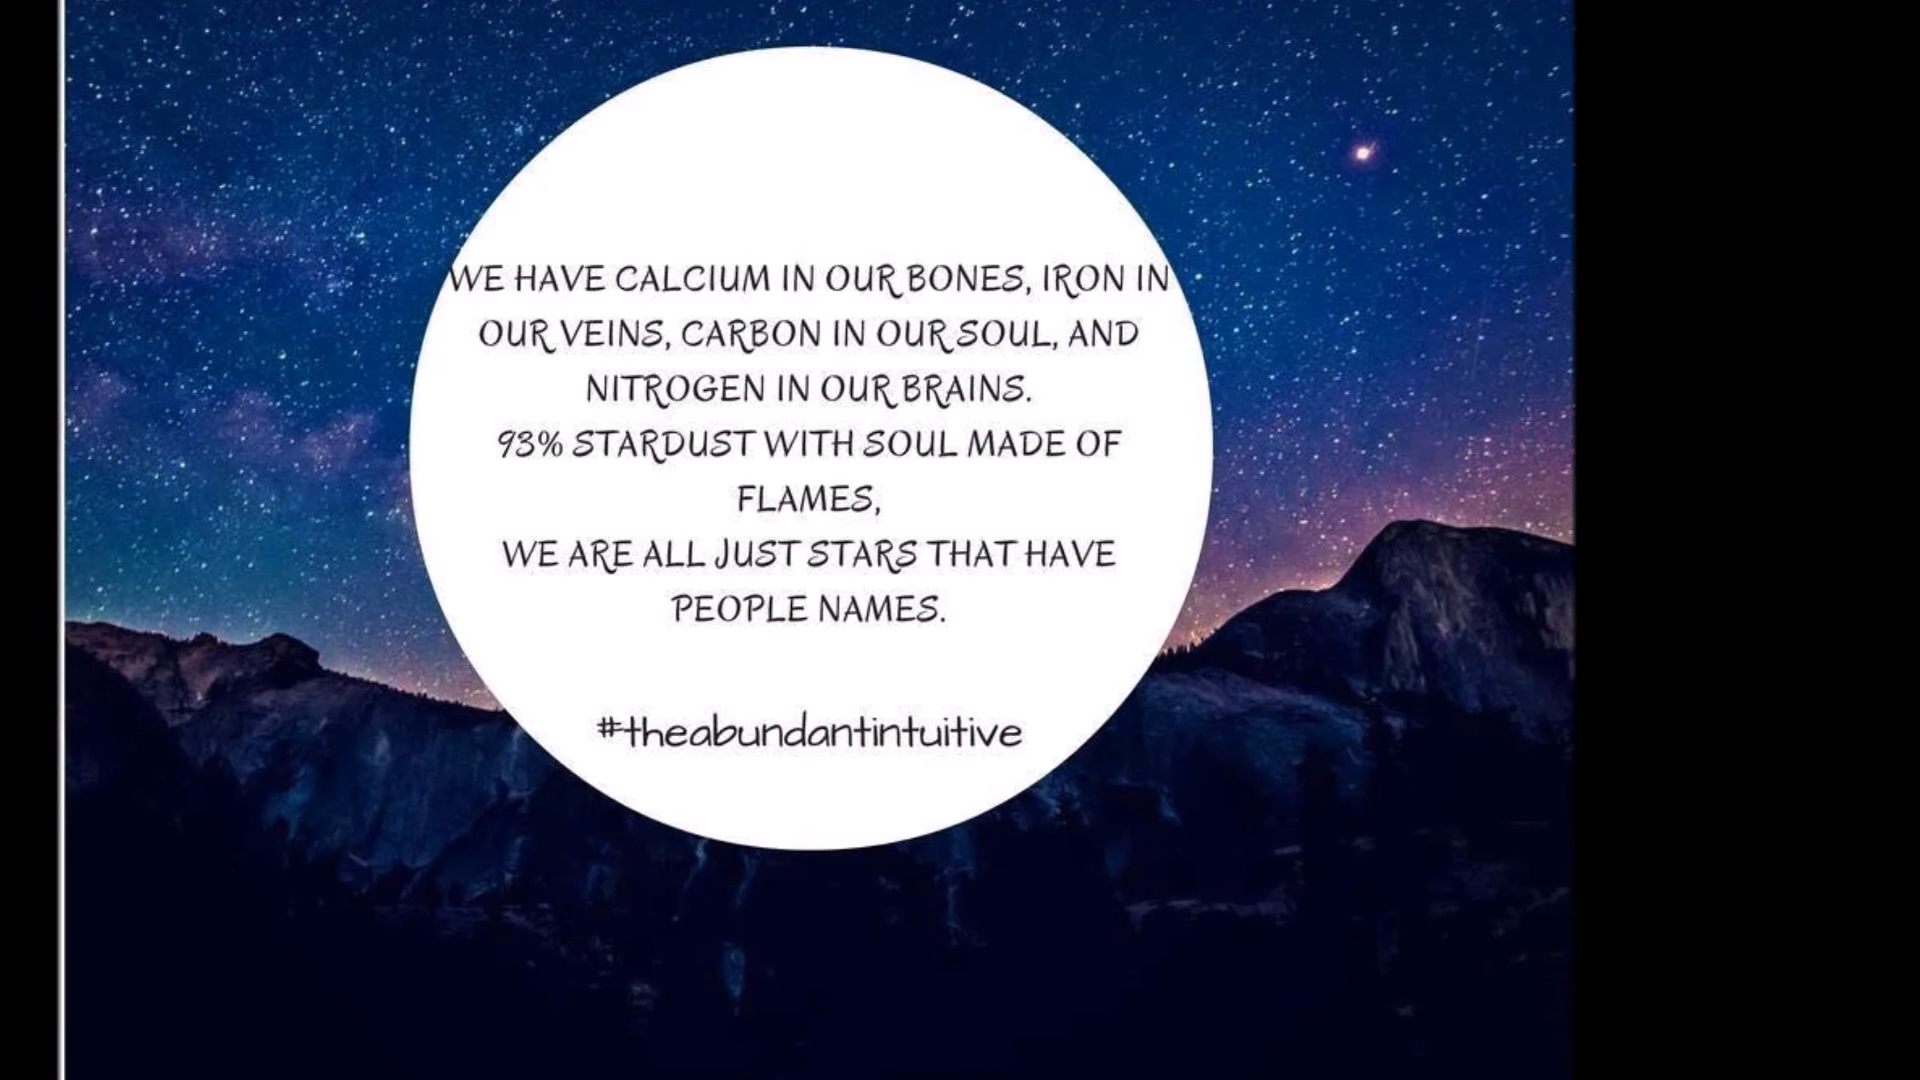 WE HAVE CALCIUM IN OUR BONES, IRON IN
OUR VEINS, CARBON IN OUR SOUL, AND
NITROGEN IN OUR BRAINS.
93% STARDUST WITH SOUL MADE OF
FLAMES,
WE ARE ALL JUST STARS THAT HAVE
PEOPLE NAMES.
#theabundantintuitive